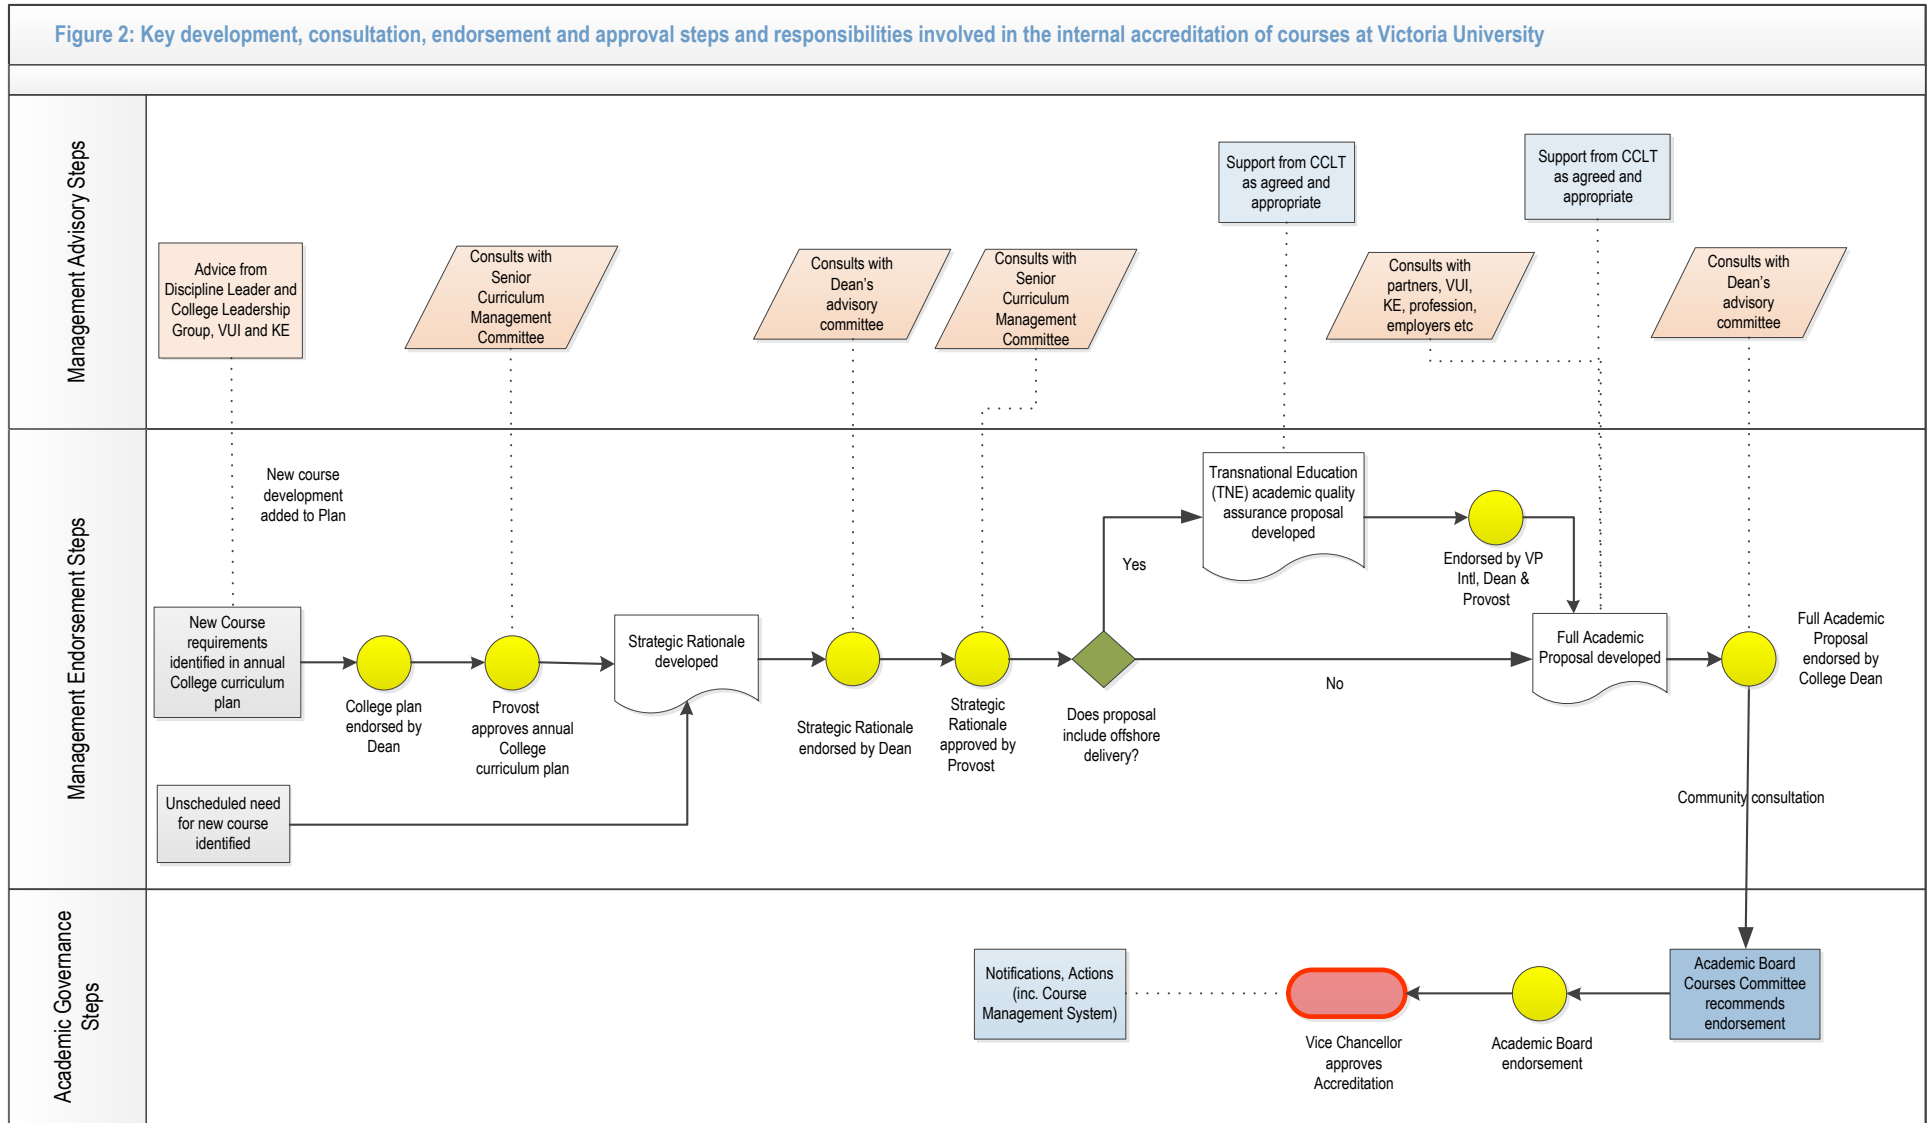 Figure 2: Key development, consultation, endorsement and approval steps and responsibilities involved in the internal accreditation of courses at Victoria University
Management Advisory Steps
Advice from
Discipline Leader and
College Leadership
Group, VUI and KE
Consults with
Senior
Curriculum
Management
Committee
Consults with
Dean’s
advisory
committee
Consults with
Senior
Curriculum
Management
Committee
Support from CCLT
as agreed and
appropriate
Consults with
partners, VUI,
KE, profession,
employers etc
Support from CCLT
as agreed and
appropriate
Consults with
Dean’s
advisory
committee
Management Endorsement Steps
New course
development
added to Plan
New Course
requirements
identified in annual
College curriculum
plan
College plan
endorsed by
Dean
Provost
approves annual
College
curriculum plan
Unscheduled need
for new course
identified
Strategic Rationale
developed
Strategic Rationale
endorsed by Dean
Strategic
Rationale
approved by
Provost
Does proposal
include offshore
delivery?
Yes
No
Transnational Education
(TNE) academic quality
assurance proposal
developed
Endorsed by VP
Intl, Dean &
Provost
Full Academic
Proposal developed
Full Academic
Proposal
endorsed by
College Dean
Community consultation
Academic Governance
Steps
Academic Board
Courses Committee
recommends
endorsement
Academic Board
endorsement
Vice Chancellor
approves
Accreditation
Notifications, Actions
(inc. Course
Management System)